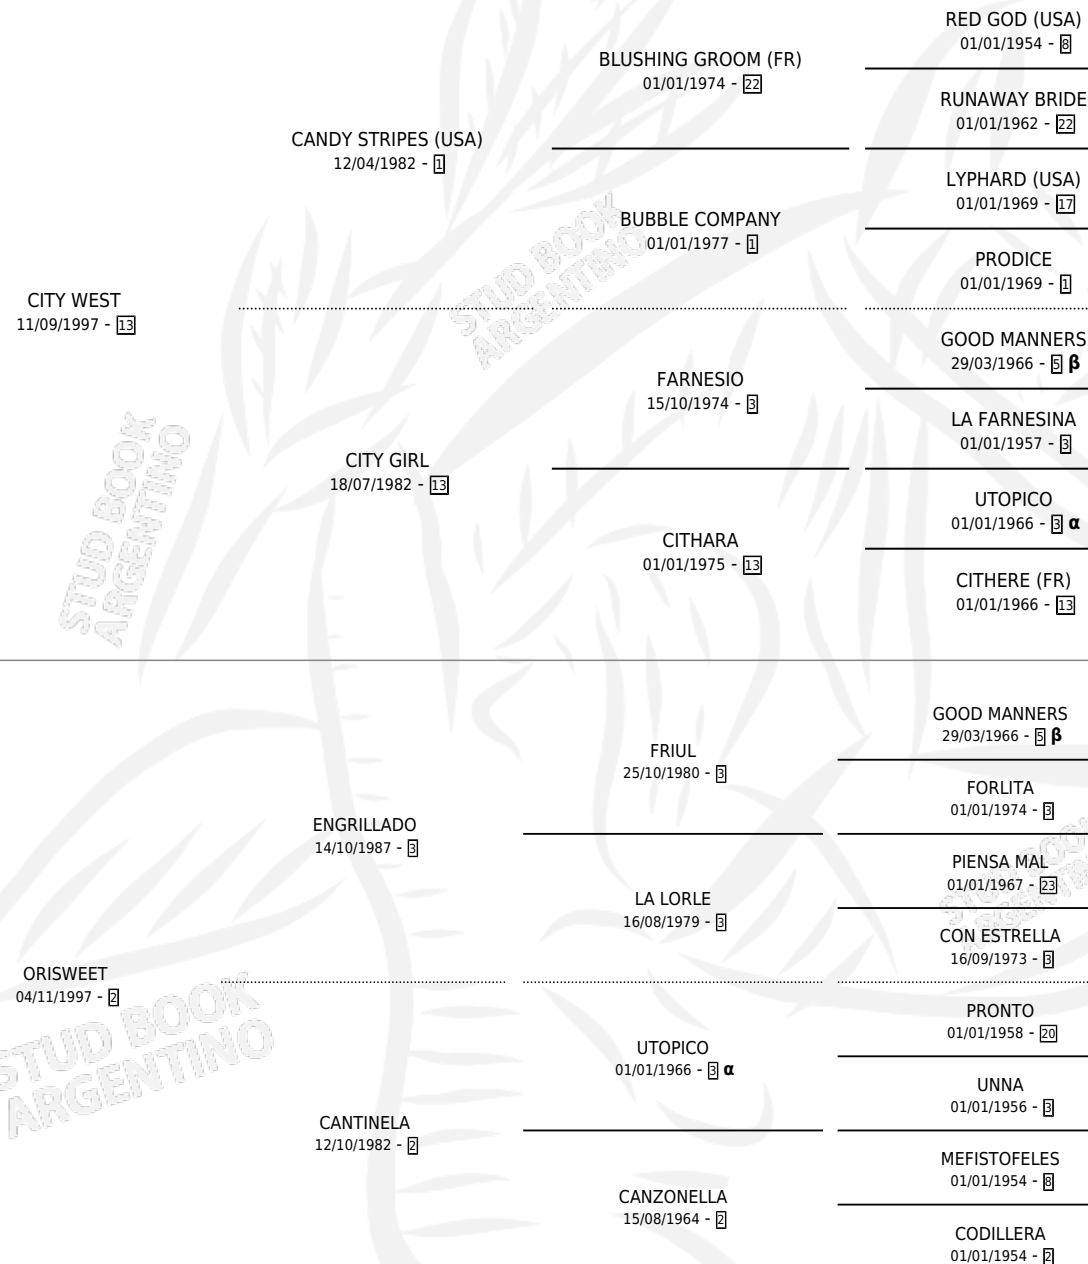 RED GOD (USA)
01/01/1954 - 8
BLUSHING GROOM (FR)
01/01/1974 - 22
RUNAWAY BRIDE
01/01/1962 - 22
CANDY STRIPES (USA)
12/04/1982 - 1
LYPHARD (USA)
01/01/1969 - 17
BUBBLE COMPANY
01/01/1977 - 1
PRODICE
01/01/1969 - 1
CITY WEST
11/09/1997 - 13
GOOD MANNERS
29/03/1966 - 5 β
FARNESIO
15/10/1974 - 3
LA FARNESINA
01/01/1957 - 3
CITY GIRL
18/07/1982 - 13
UTOPICO
01/01/1966 - 3 α
CITHARA
01/01/1975 - 13
CITHERE (FR)
01/01/1966 - 13
STUD BOOK
ARGENTINO
STUD BOOK
ARGENTINO
GOOD MANNERS
29/03/1966 - 5 β
FRIUL
25/10/1980 - 3
FORLITA
01/01/1974 - 3
ENGRILLADO
14/10/1987 - 3
PIENSA MAL
01/01/1967 - 23
LA LORLE
16/08/1979 - 3
CON ESTRELLA
16/09/1973 - 3
ORISWEET
04/11/1997 - 2
PRONTO
01/01/1958 - 20
UTOPICO
01/01/1966 - 3 α
UNNA
01/01/1956 - 3
CANTINELA
12/10/1982 - 2
MEFISTOFELES
01/01/1954 - 8
CANZONELLA
15/08/1964 - 2
CODILLERA
01/01/1954 - 2
STUD BOOK
ARGENTINO